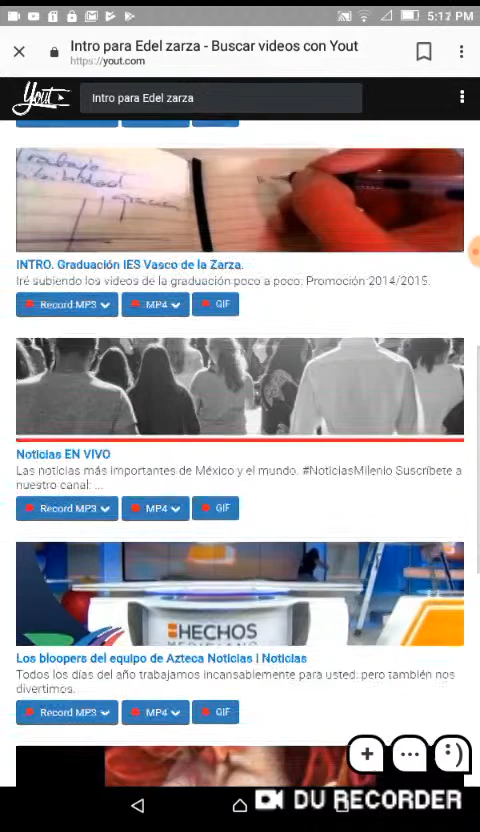 5:17 PM
Intro para Edel zarza - Buscar videos con Yout
https://yout.com
Yout
Intro para Edel zarza
INTRO. Graduación IES Vasco de la Zarza.
Iré subiendo los videos de la graduación poco a poco. Promoción 2014/2015.
Record MP3
MP4
GIF
Noticias EN VIVO
Las noticias más importantes de México y el mundo. #NoticiasMilenio Suscríbete a
nuestro canal: ...
Record MP3
MP4
GIF
HECHOS
MERIDIANO
Los bloopers del equipo de Azteca Noticias | Noticias
Todos los días del año trabajamos incansablemente para usted...pero también nos
divertimos.
Record MP3
MP4
GIF
DU RECORDER